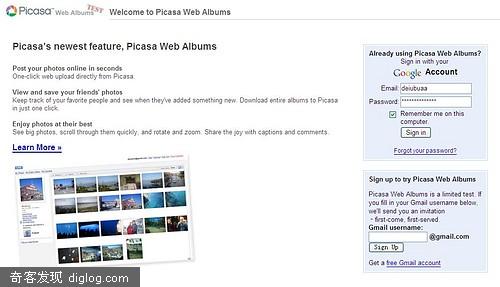 Picasa™ Web Albums TEST Welcome to Picasa Web Albums
Picasa's newest feature, Picasa Web Albums
Post your photos online in seconds
One-click web upload directly from Picasa.
View and save your friends' photos
Keep track of your favorite people and see when they've added something new. Download entire albums to Picasa
in just one click.
Enjoy photos at their best
See big photos, scroll through them quickly, and rotate and zoom. Share the joy with captions and comments.
Learn More »
Already using Picasa Web Albums?
Sign in with your
Google Account
Email: deiubuaa
Password: **************
Remember me on this
computer.
Sign in
Forgot your password?
Sign up to try Picasa Web Albums
Picasa Web Albums is a limited test. If
you fill in your Gmail username below,
we'll send you an invitation
- first-come, first-served.
Gmail username:
@gmail.com
Sign Up
Get a free Gmail account
奇客发现 diglog.com